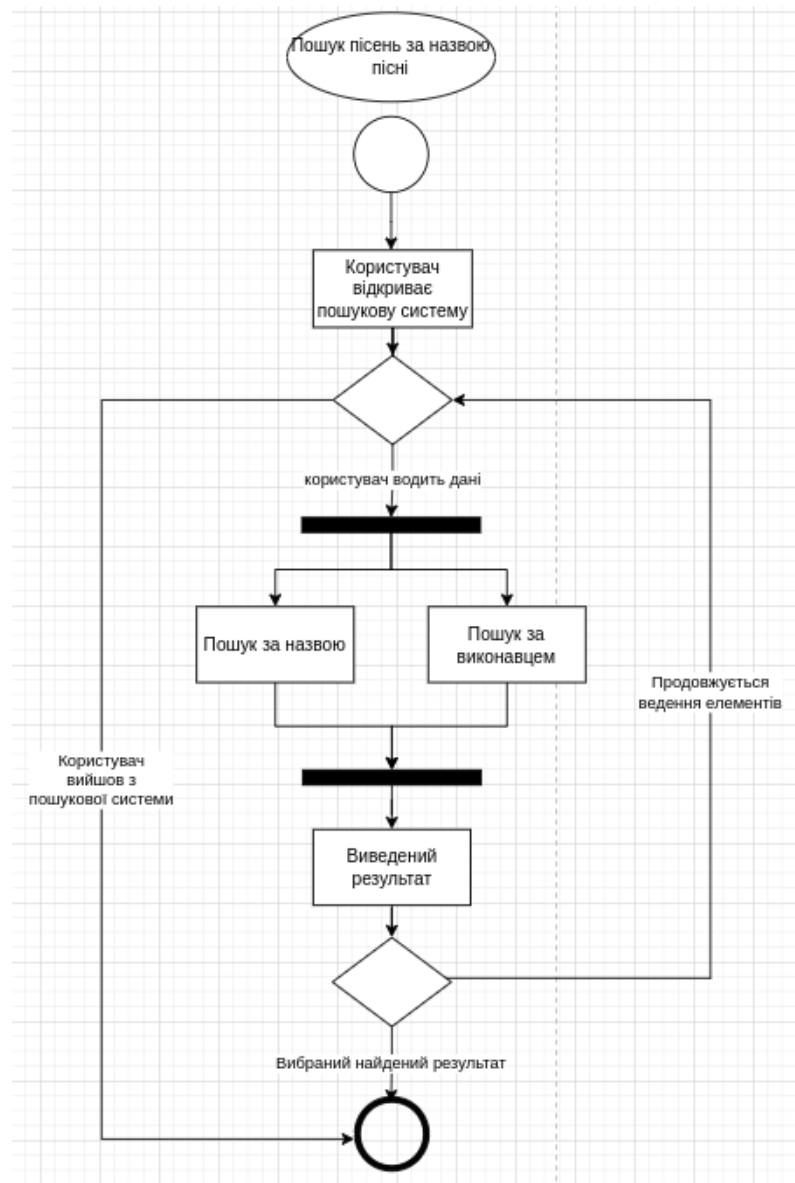 Пошук пісень за назвою
пісні
Користувач
відкриває
пошукову систему
користувач водить дані
Пошук за назвою
Пошук за
виконавцем
Продовжується
ведення елементів
Користувач
вийшов з
пошукової системи
Виведений
результат
Вибраний найдений результат